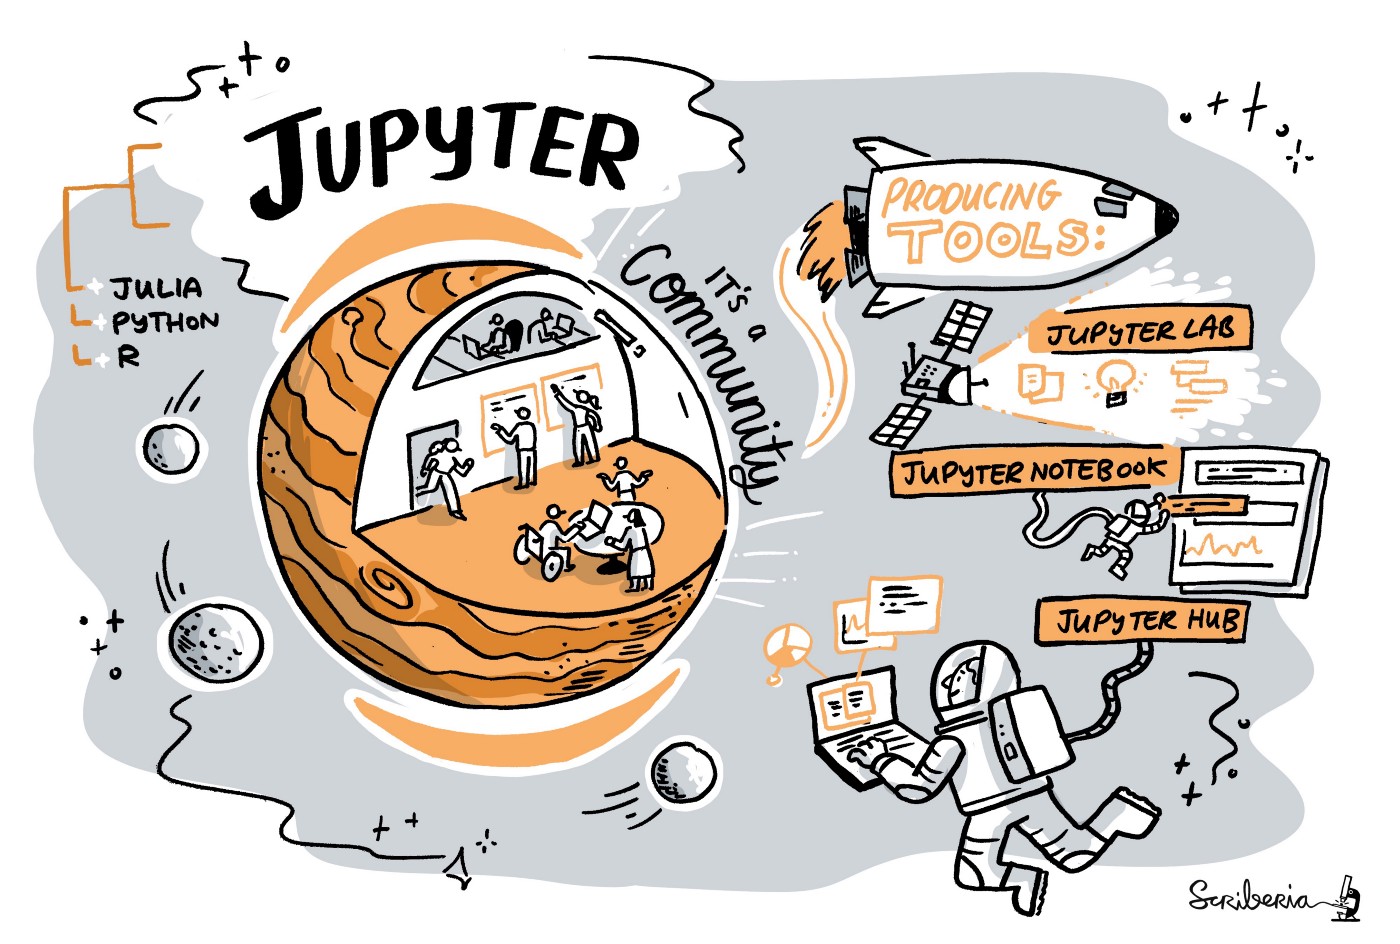 JUPYTER
JULIA
PYTHON
R
IT's
a
Community
PRODUCING
TOOLS:
JUPYTER LAB
JUPYTER NOTEBOOK
JUPYTER HUB
Scriberia